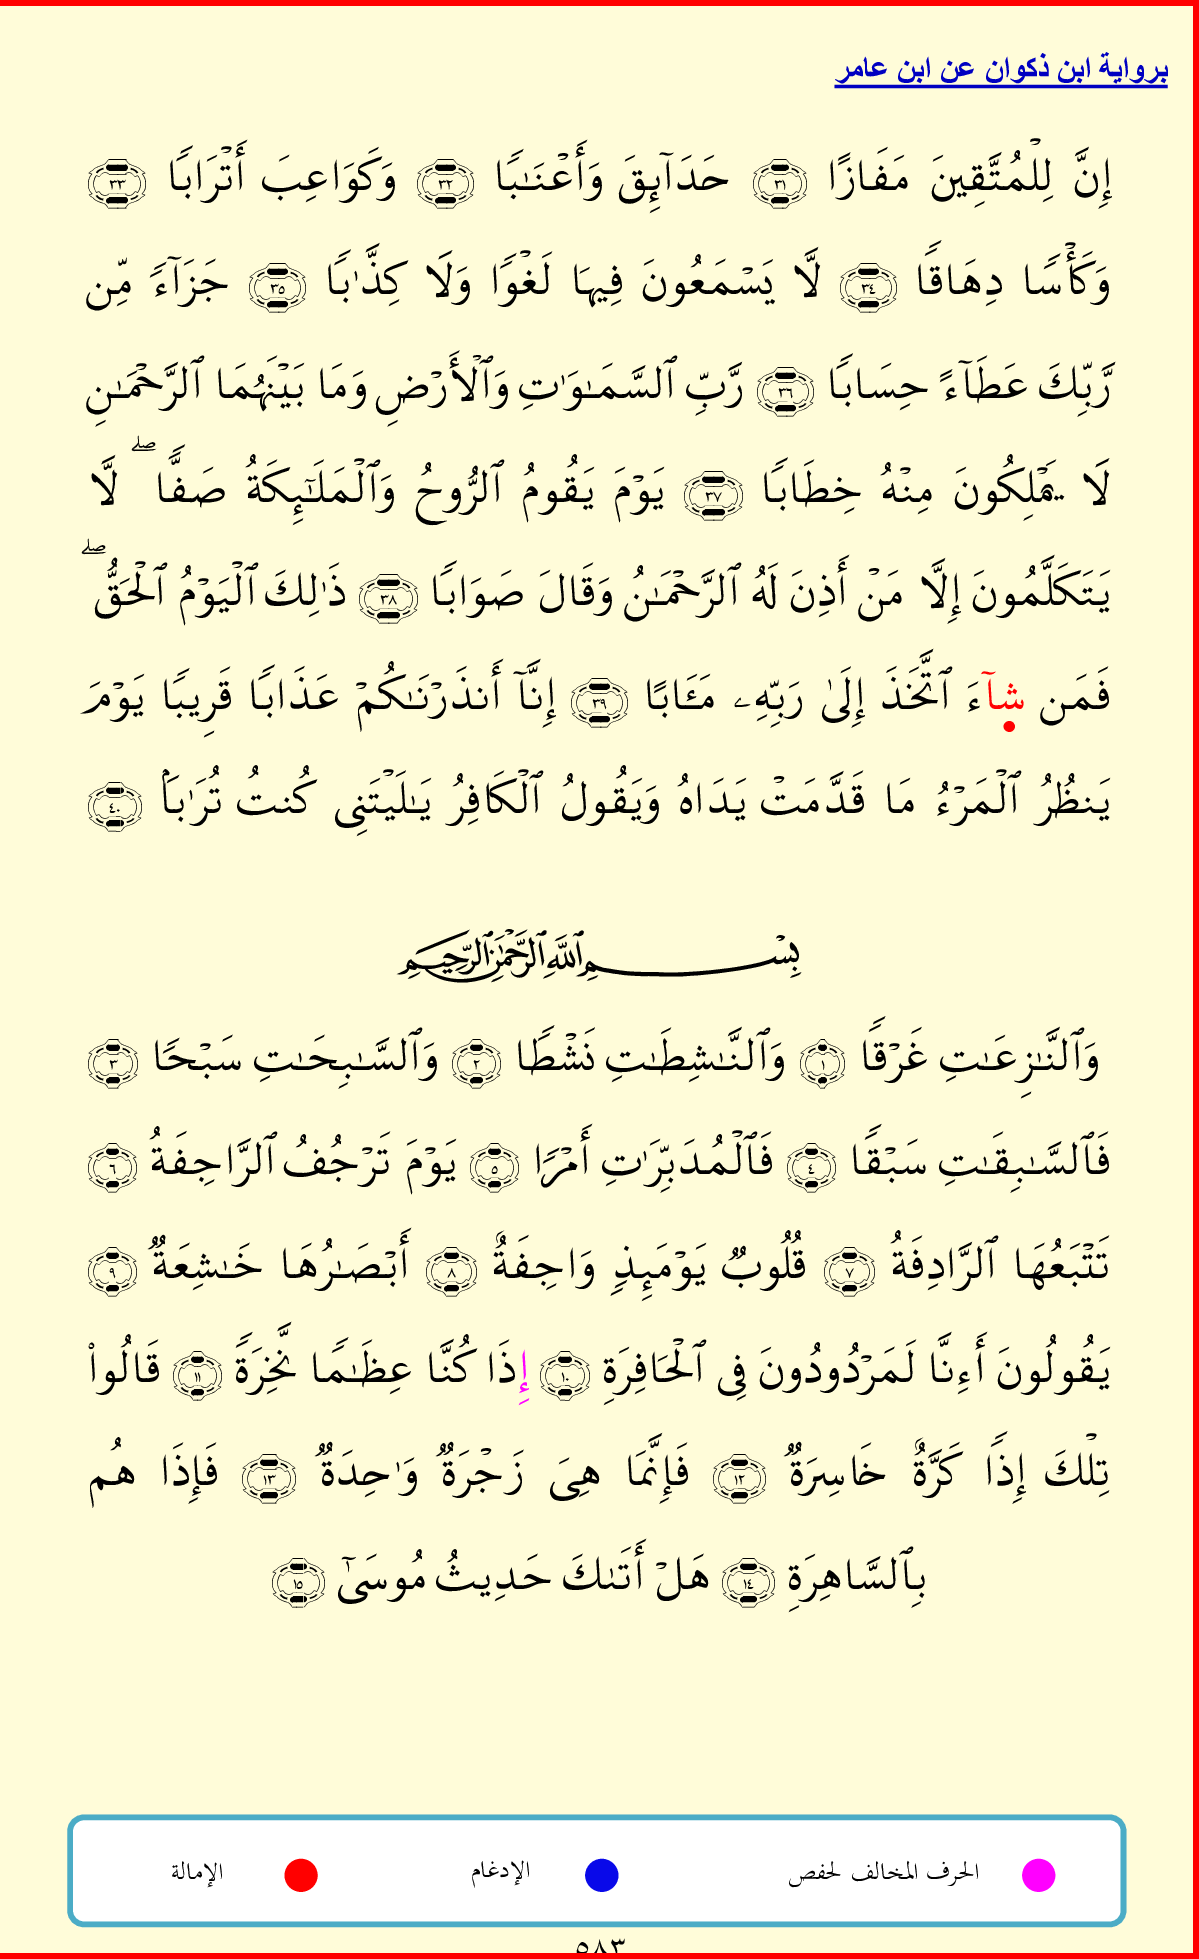 برواية ابن ذكوان عن ابن عامر
إِنَّ لِلۡمُتَّقِينَ مَفَازًا ٣١ حَدَآئِقَ وَأَعۡنَٰبٗا ٣٢ وَكَوَاعِبَ أَتۡرَابٗا ٣٣
وَكَأۡسٗا دِهَاقٗا ٣٤ لَّا يَسۡمَعُونَ فِيهَا لَغۡوٗا وَلَا كِذَّٰبٗا ٣٥ جَزَآءٗ مِّن
رَّبِّكَ عَطَآءً حِسَابٗا ٣٦ رَّبِّ ٱلسَّمَٰوَٰتِ وَٱلۡأَرۡضِ وَمَا بَيۡنَهُمَا ٱلرَّحۡمَٰنِ
لَا يَمۡلِكُونَ مِنۡهُ خِطَابٗا ٣٧ يَوۡمَ يَقُومُ ٱلرُّوحُ وَٱلۡمَلَٰٓئِكَةُ صَفّٗاۖ لَّا
يَتَكَلَّمُونَ إِلَّا مَنۡ أَذِنَ لَهُ ٱلرَّحۡمَٰنُ وَقَالَ صَوَابٗا ٣٨ ذَٰلِكَ ٱلۡيَوۡمُ ٱلۡحَقُّۖ
فَمَن شآءَ ٱتَّخَذَ إِلَىٰ رَبِّهِۦ مَـَٔابًا ٣٩ إِنَّآ أَنذَرۡنَٰكُمۡ عَذَابٗا قَرِيبٗا يَوۡمَ
يَنظُرُ ٱلۡمَرۡءُ مَا قَدَّمَتۡ يَدَاهُ وَيَقُولُ ٱلۡكَافِرُ يَٰلَيۡتَنِي كُنتُ تُرَٰبَۢا ٤٠
بِسۡمِ ٱللَّهِ ٱلرَّحۡمَٰنِ ٱلرَّحِيمِ
وَٱلنَّٰزِعَٰتِ غَرۡقٗا ١ وَٱلنَّٰشِطَٰتِ نَشۡطٗا ٢ وَٱلسَّٰبِحَٰتِ سَبۡحٗا ٣
فَٱلسَّٰبِقَٰتِ سَبۡقٗا ٤ فَٱلۡمُدَبِّرَٰتِ أَمۡرٗا ٥ يَوۡمَ تَرۡجُفُ ٱلرَّاجِفَةُ ٦
تَتۡبَعُهَا ٱلرَّادِفَةُ ٧ قُلُوبٞ يَوۡمَئِذٖ وَاجِفَةٌ ٨ أَبۡصَٰرُهَا خَٰشِعَةٞ ٩
يَقُولُونَ أَءِنَّا لَمَرۡدُودُونَ فِي ٱلۡحَافِرَةِ ١٠ إِذَا كُنَّا عِظَٰمٗا نَّخِرَةٗ ١١ قَالُواْ
تِلۡكَ إِذٗا كَرَّةٌ خَاسِرَةٞ ١٢ فَإِنَّمَا هِيَ زَجۡرَةٞ وَٰحِدَةٞ ١٣ فَإِذَا هُم
بِٱلسَّاهِرَةِ ١٤ هَلۡ أَتَىٰكَ حَدِيثُ مُوسَىٰٓ ١٥
الحرف المخالف لحفص الإدغام الإمالة
٥٨٣